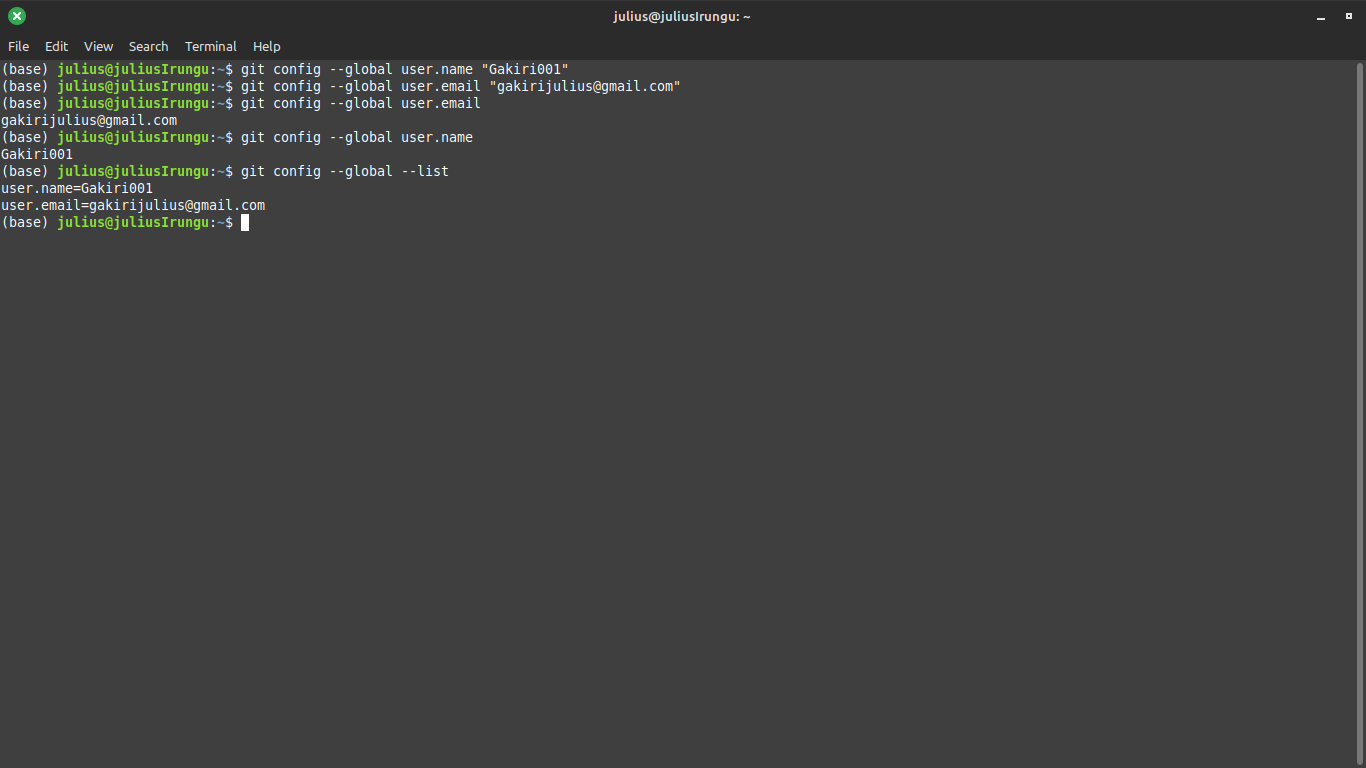 julius@juliusIrungu: ~
File Edit View Search Terminal Help
(base) julius@juliusIrungu:~$ git config --global user.name "Gakiri001"
(base) julius@juliusIrungu:~$ git config --global user.email "gakirijulius@gmail.com"
(base) julius@juliusIrungu:~$ git config --global user.email
gakirijulius@gmail.com
(base) julius@juliusIrungu:~$ git config --global user.name
Gakiri001
(base) julius@juliusIrungu:~$ git config --global --list
user.name=Gakiri001
user.email=gakirijulius@gmail.com
(base) julius@juliusIrungu:~$